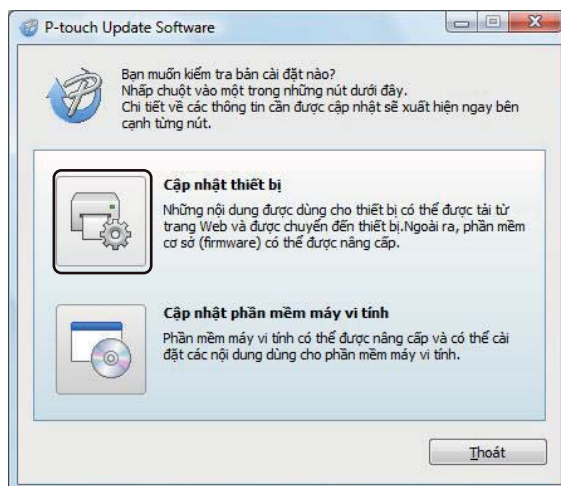 P-touch Update Software
Bạn muốn kiểm tra bản cài đặt nào?
Nhấp chuột vào một trong những nút dưới đây.
Chi tiết về các thông tin cần được cập nhật sẽ xuất hiện ngay bên
cạnh từng nút.
Cập nhật thiết bị
Những nội dung được dùng cho thiết bị có thể được tải từ
trang Web và được chuyển đến thiết bị.Ngoài ra, phần mềm
cơ sở (firmware) có thể được nâng cấp.
Cập nhật phần mềm máy vi tính
Phần mềm máy vi tính có thể được nâng cấp và có thể cài
đặt các nội dung dùng cho phần mềm máy vi tính.
Thoát